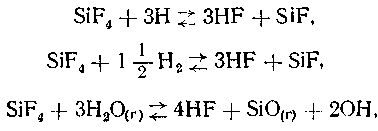 SiF₄ + 3H ⇄ 3HF + SiF,
SiF₄ + 1 1/2 H₂ ⇄ 3HF + SiF,
SiF₄ + 3H₂O(г) ⇄ 4HF + SiO(г) + 2OH,